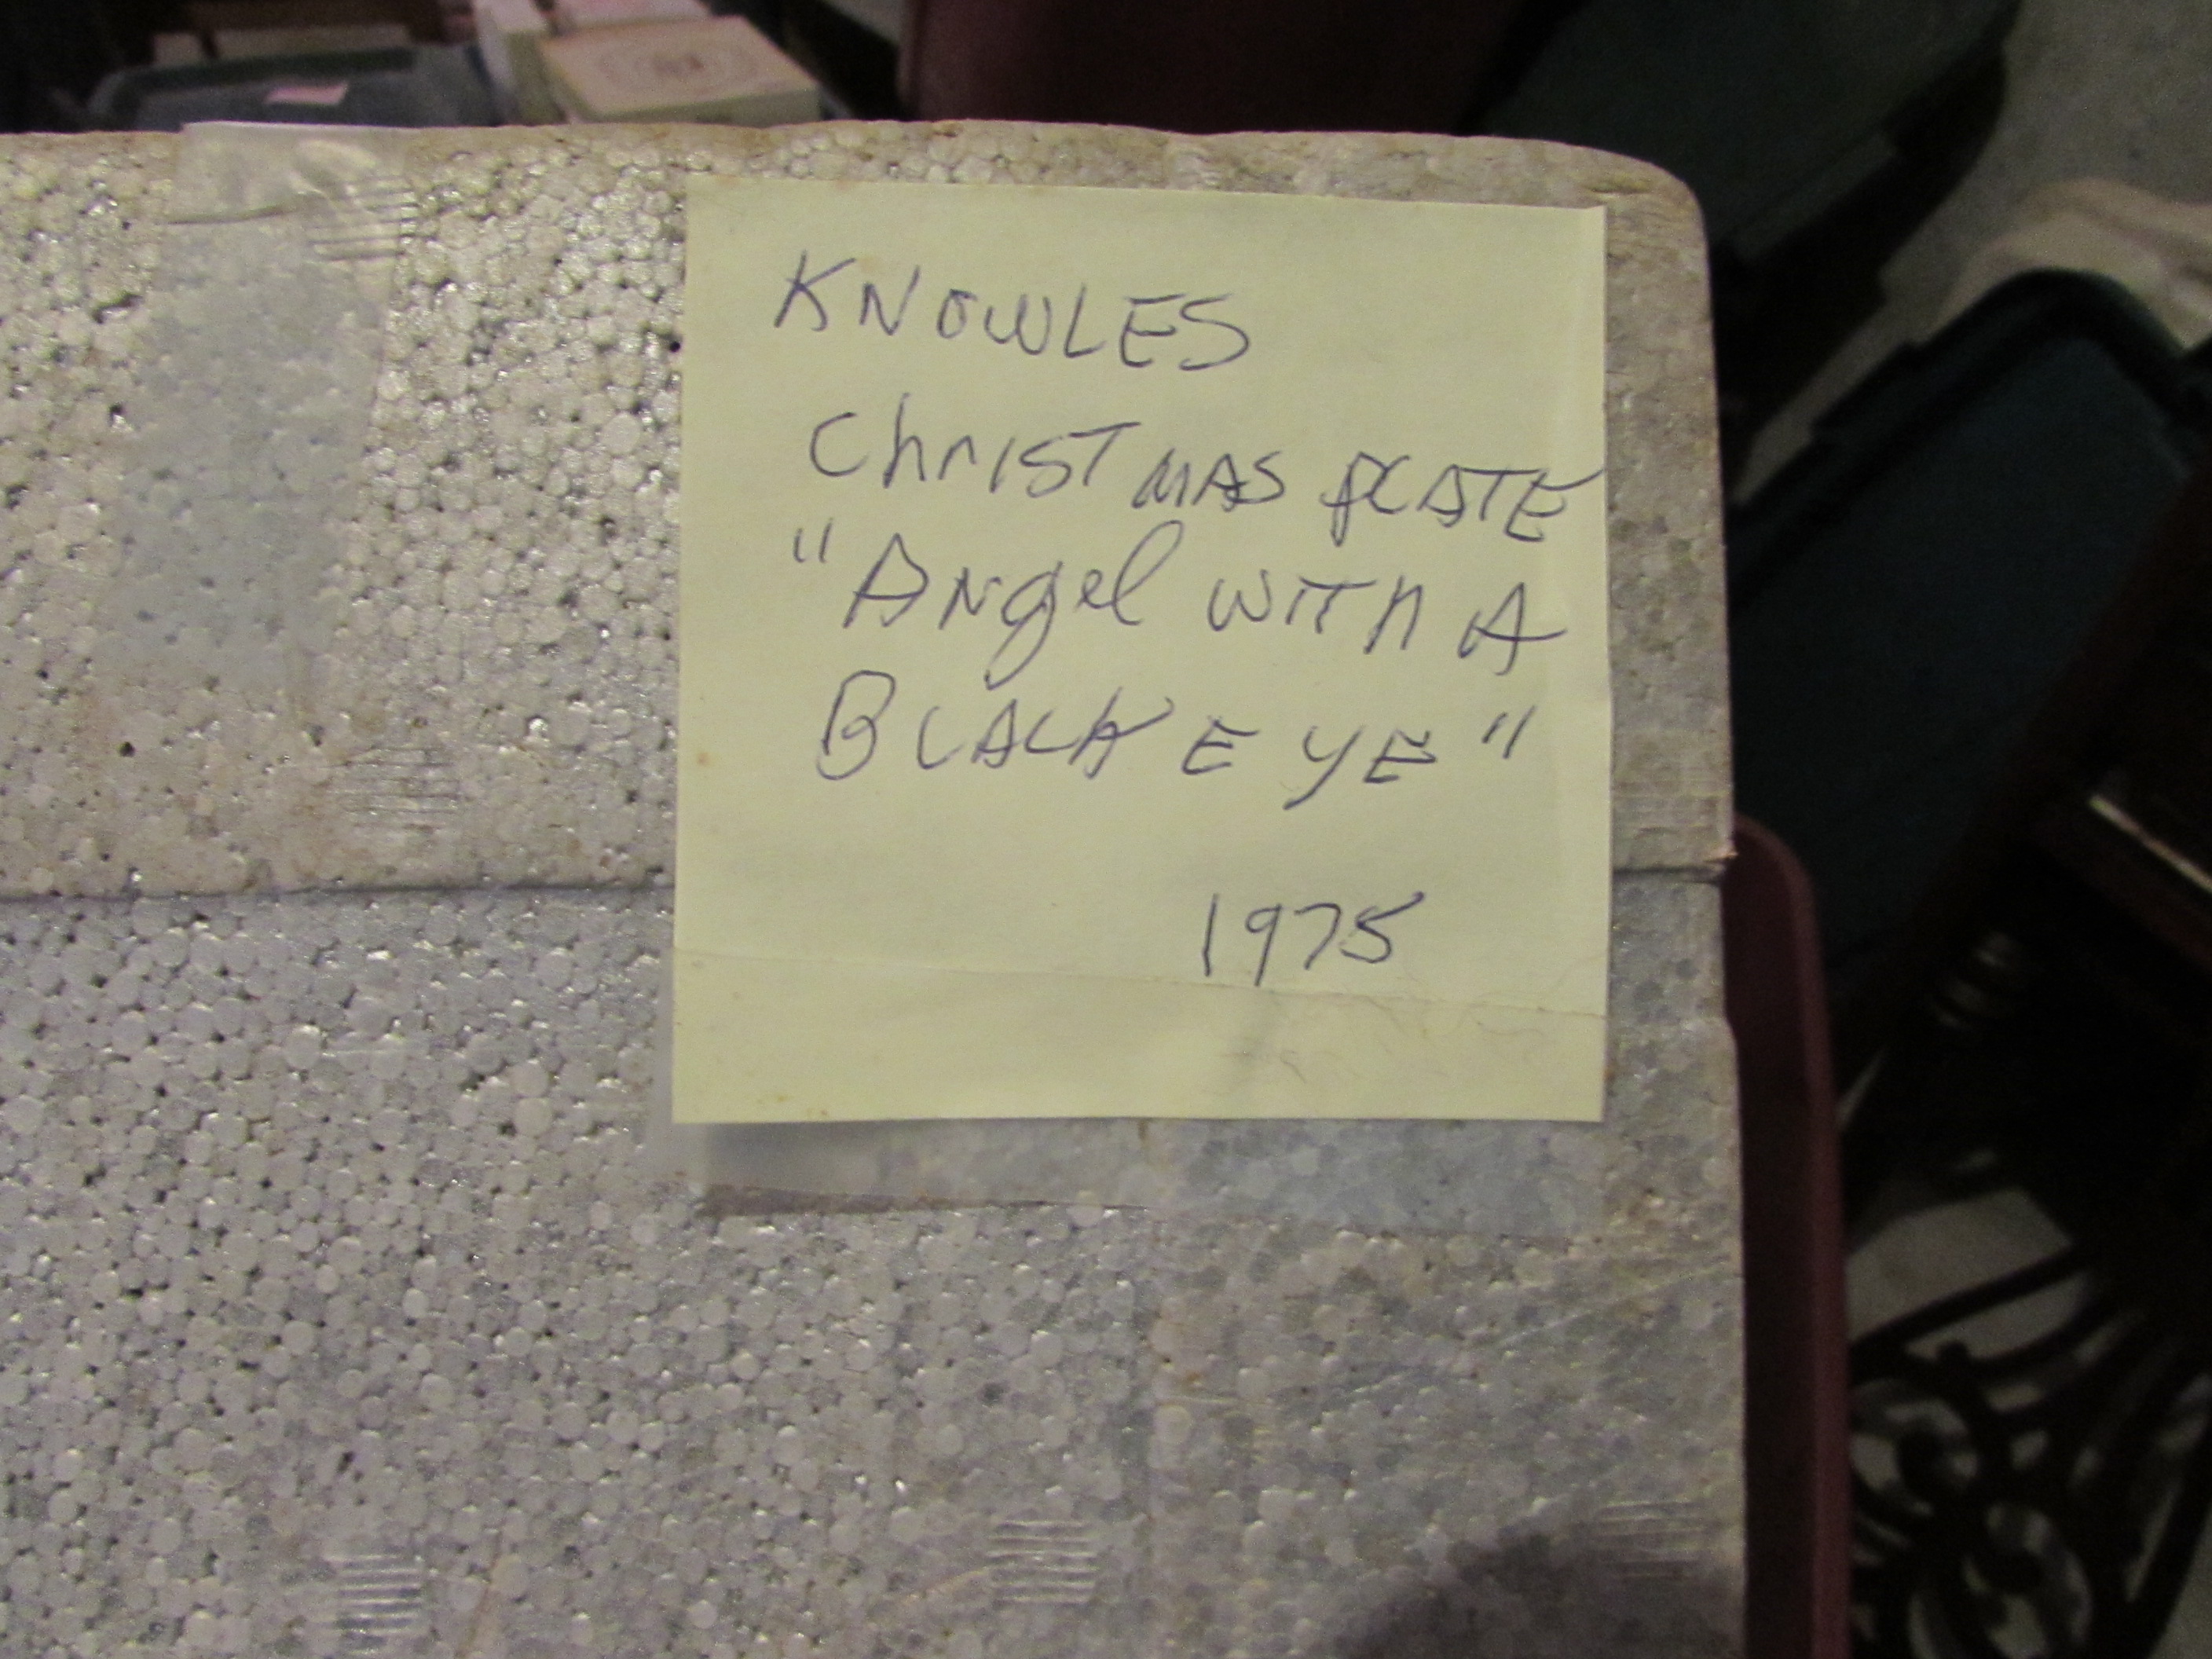 KNOWLES
ChrISTMAS PLATE
"ANgel WITh A
BLACK EYE"
1975